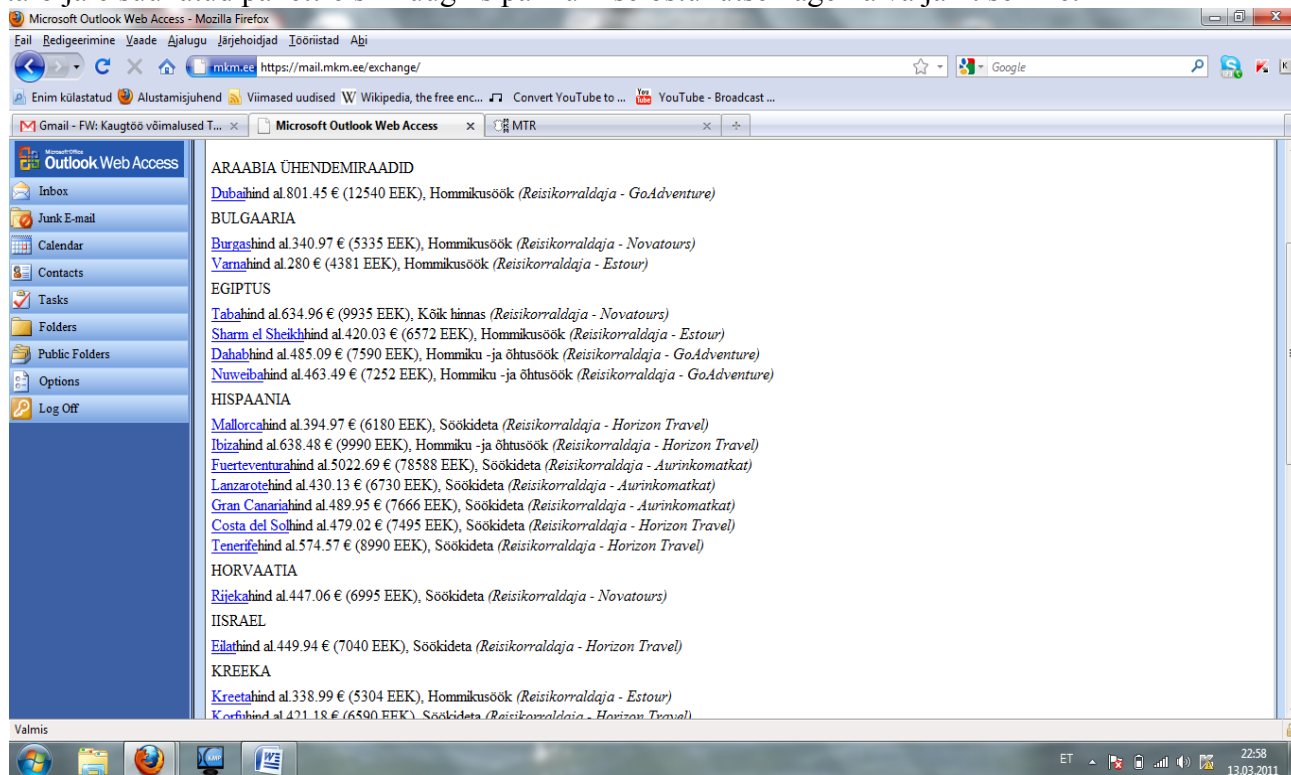 Microsoft Outlook Web Access - Mozilla Firefox
Fail Redigeerimine Vaade Ajalugu Järjehoidjad Tööriistad Abi
mkm.ee https://mail.mkm.ee/exchange/ Google
Enim külastatud Alustamisjuhend Viimased uudised Wikipedia, the free enc... Convert YouTube to ... YouTube - Broadcast ...
Gmail - FW: Kaugtöö võimalused T... Microsoft Outlook Web Access MTR
Microsoft Office
Outlook Web Access
Inbox
Junk E-mail
Calendar
Contacts
Tasks
Folders
Public Folders
Options
Log Off
ARAABIA ÜHENDEMIRAADID
Dubaihind al.801.45 € (12540 EEK), Hommikusöök (Reisikorraldaja - GoAdventure)
BULGAARIA
Burgashind al.340.97 € (5335 EEK), Hommikusöök (Reisikorraldaja - Novatours)
Varnahind al.280 € (4381 EEK), Hommikusöök (Reisikorraldaja - Estour)
EGIPTUS
Tabahind al.634.96 € (9935 EEK), Kõik hinnas (Reisikorraldaja - Novatours)
Sharm el Sheikhhind al.420.03 € (6572 EEK), Hommikusöök (Reisikorraldaja - Estour)
Dahabhind al.485.09 € (7590 EEK), Hommiku -ja õhtusöök (Reisikorraldaja - GoAdventure)
Nuweibahind al.463.49 € (7252 EEK), Hommiku -ja õhtusöök (Reisikorraldaja - GoAdventure)
HISPAANIA
Mallorcahind al.394.97 € (6180 EEK), Söökideta (Reisikorraldaja - Horizon Travel)
Ibizahind al.638.48 € (9990 EEK), Hommiku -ja õhtusöök (Reisikorraldaja - Horizon Travel)
Fuerteventurahind al.5022.69 € (78588 EEK), Söökideta (Reisikorraldaja - Aurinkomatkat)
Lanzarotehind al.430.13 € (6730 EEK), Söökideta (Reisikorraldaja - Aurinkomatkat)
Gran Canariahind al.489.95 € (7666 EEK), Söökideta (Reisikorraldaja - Aurinkomatkat)
Costa del Solhind al.479.02 € (7495 EEK), Söökideta (Reisikorraldaja - Horizon Travel)
Tenerifehind al.574.57 € (8990 EEK), Söökideta (Reisikorraldaja - Horizon Travel)
HORVAATIA
Rijekahind al.447.06 € (6995 EEK), Söökideta (Reisikorraldaja - Novatours)
IISRAEL
Eilathind al.449.94 € (7040 EEK), Söökideta (Reisikorraldaja - Horizon Travel)
KREEKA
Kreetahind al.338.99 € (5304 EEK), Hommikusöök (Reisikorraldaja - Estour)
Korfuhind al.421.18 € (6590 EEK), Söökideta (Reisikorraldaja - Horizon Travel)
Valmis
ET 22:58
13.03.2011